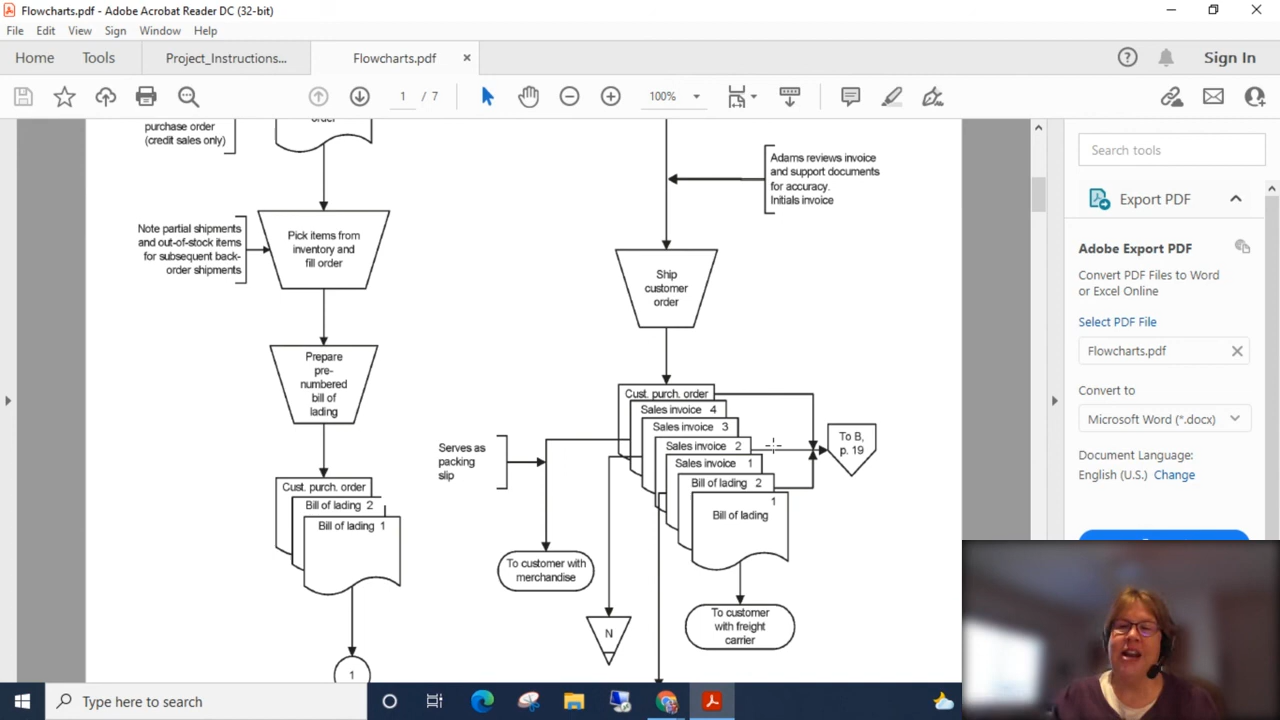 Flowcharts.pdf - Adobe Acrobat Reader DC (32-bit)
File Edit View Sign Window Help
Home Tools Project_Instructions... Flowcharts.pdf × Sign In
1 / 7 100%
purchase order
(credit sales only)
order
Note partial shipments
and out-of-stock items
for subsequent back-
order shipments
Pick items from
inventory and
fill order
Prepare
pre-
numbered
bill of
lading
Cust. purch. order
Bill of lading 2
Bill of lading 1
1
Adams reviews invoice
and support documents
for accuracy.
Initials invoice
Ship
customer
order
Cust. purch. order
Sales invoice 4
Sales invoice 3
Sales invoice 2
Sales invoice 1
Bill of lading 2
1
Bill of lading
To B,
p. 19
Serves as
packing
slip
To customer with
merchandise
N
To customer
with freight
carrier
Search tools
Export PDF
Adobe Export PDF
Convert PDF Files to Word
or Excel Online
Select PDF File
Flowcharts.pdf
Convert to
Microsoft Word (*.docx)
Document Language:
English (U.S.) Change
Type here to search